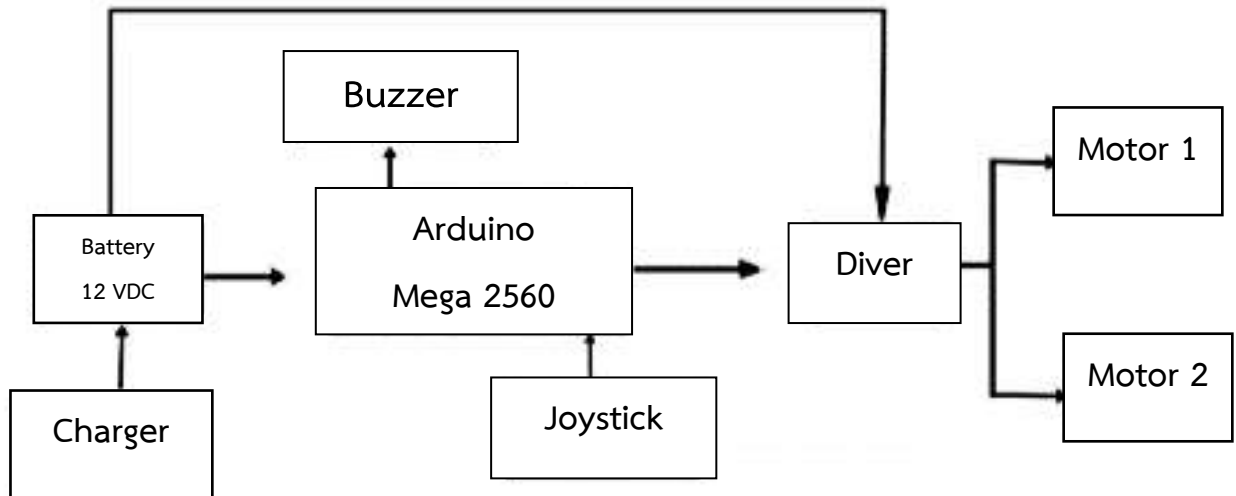 Buzzer
Motor 1
Battery
12 VDC
Arduino
Mega 2560
Diver
Motor 2
Charger
Joystick